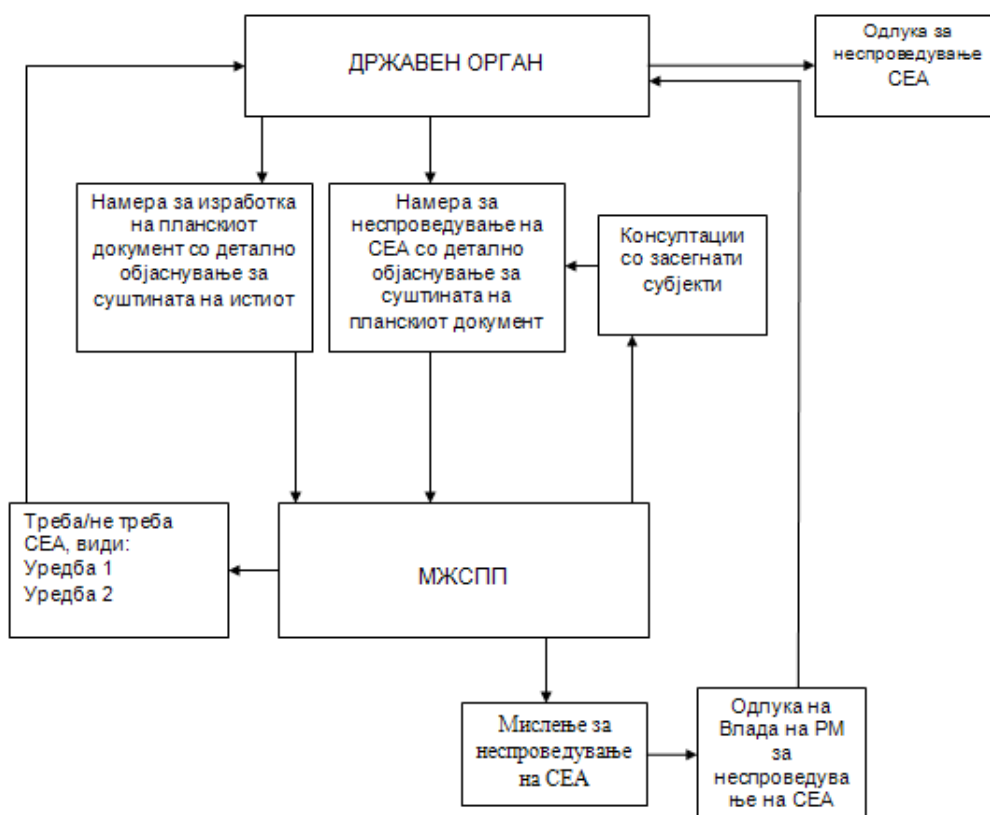 ДРЖАВЕН ОРГАН
Одлука за
неспроведување
СЕА
Намера за изработка
на планскиот
документ со детално
објаснување за
суштината на истиот
Намера за
неспроведување на
СЕА со детално
објаснување за
суштината на
планскиот документ
Консултации
со засегнати
субјекти
Треба/не треба
СЕА, види:
Уредба 1
Уредба 2
МЖСПП
Мислење за
неспроведување
на СЕА
Одлука на
Влада на РМ
за
неспроведува
ње на СЕА